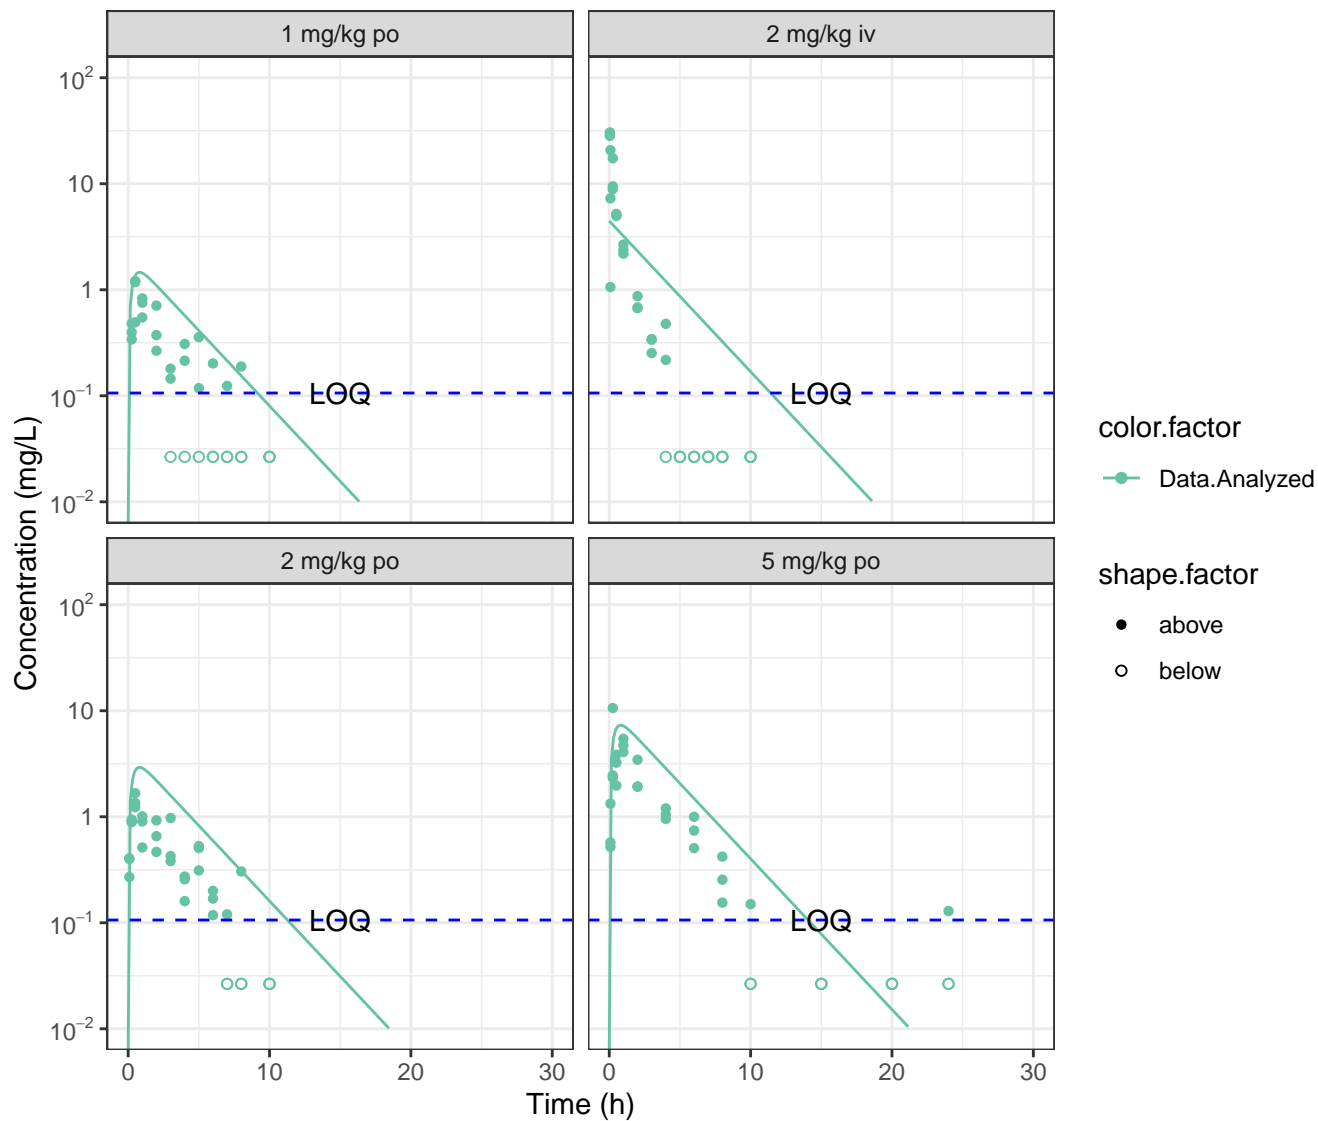 1 mg/kg po
2 mg/kg iv
10²
10
1
10⁻¹
10⁻²
LOQ
LOQ
2 mg/kg po
5 mg/kg po
10²
10
1
10⁻¹
10⁻²
LOQ
LOQ
0
10
20
30
0
10
20
30
Time (h)
Concentration (mg/L)
color.factor
Data.Analyzed
shape.factor
above
below